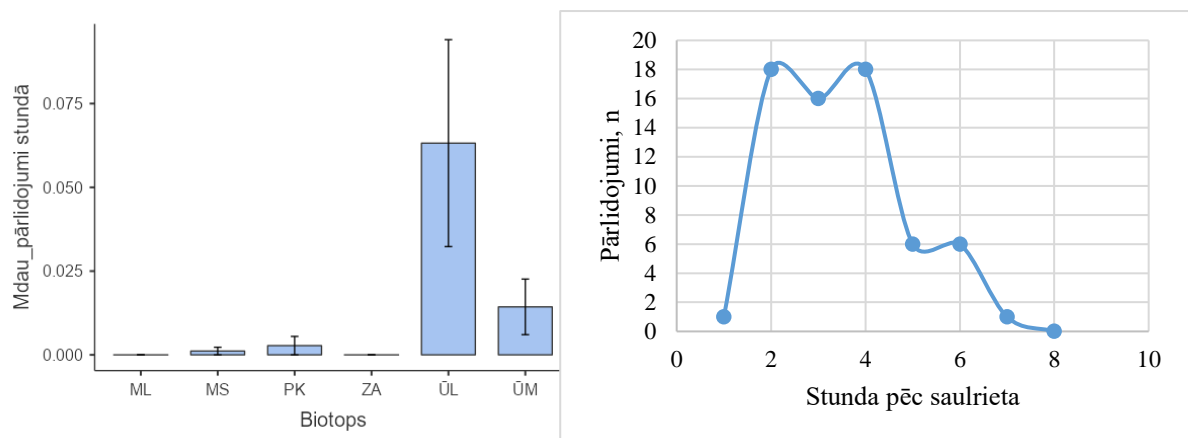 Mdau_pārlidojumi stundā
0.075
0.050
0.025
0.000
ML MS PK ZA ŪL ŪM
Biotops
Pārlidojumi, n
20
18
16
14
12
10
8
6
4
2
0
0 2 4 6 8 10
Stunda pēc saulrieta